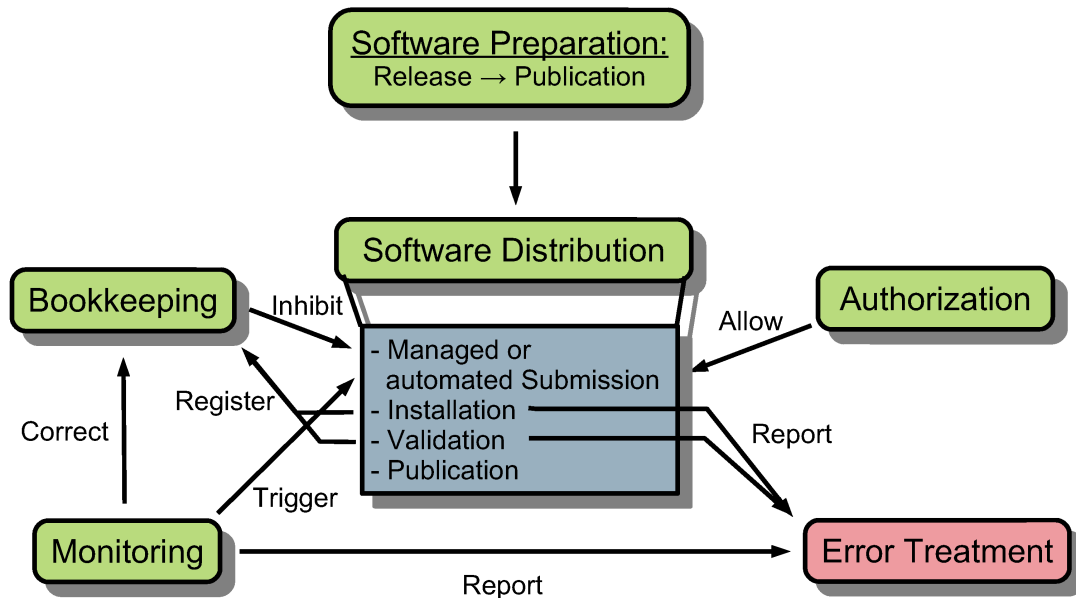 Software Preparation:
Release → Publication
Software Distribution
Bookkeeping
Inhibit
Authorization
Allow
- Managed or
automated Submission
- Installation
- Validation
- Publication
Register
Correct
Report
Trigger
Monitoring
Error Treatment
Report